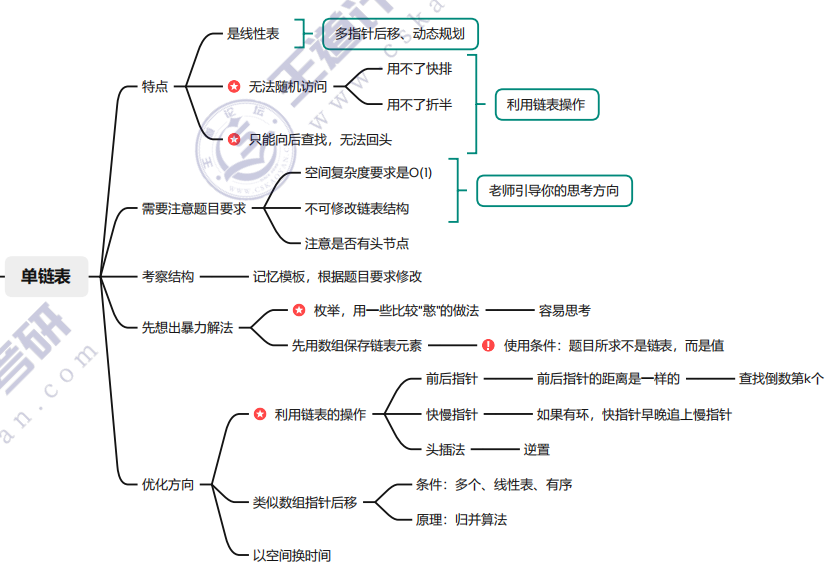 单链表
特点
是线性表
多指针后移、动态规划
无法随机访问
用不了快排
用不了折半
只能向后查找，无法回头
利用链表操作
需要注意题目要求
空间复杂度要求是O(1)
不可修改链表结构
老师引导你的思考方向
注意是否有头节点
考察结构
记忆模板，根据题目要求修改
先想出暴力解法
枚举，用一些比较"憨"的做法
容易思考
先用数组保存链表元素
使用条件：题目所求不是链表，而是值
优化方向
利用链表的操作
前后指针
前后指针的距离是一样的
查找倒数第k个
快慢指针
如果有环，快指针早晚追上慢指针
头插法
逆置
类似数组指针后移
条件：多个、线性表、有序
原理：归并算法
以空间换时间